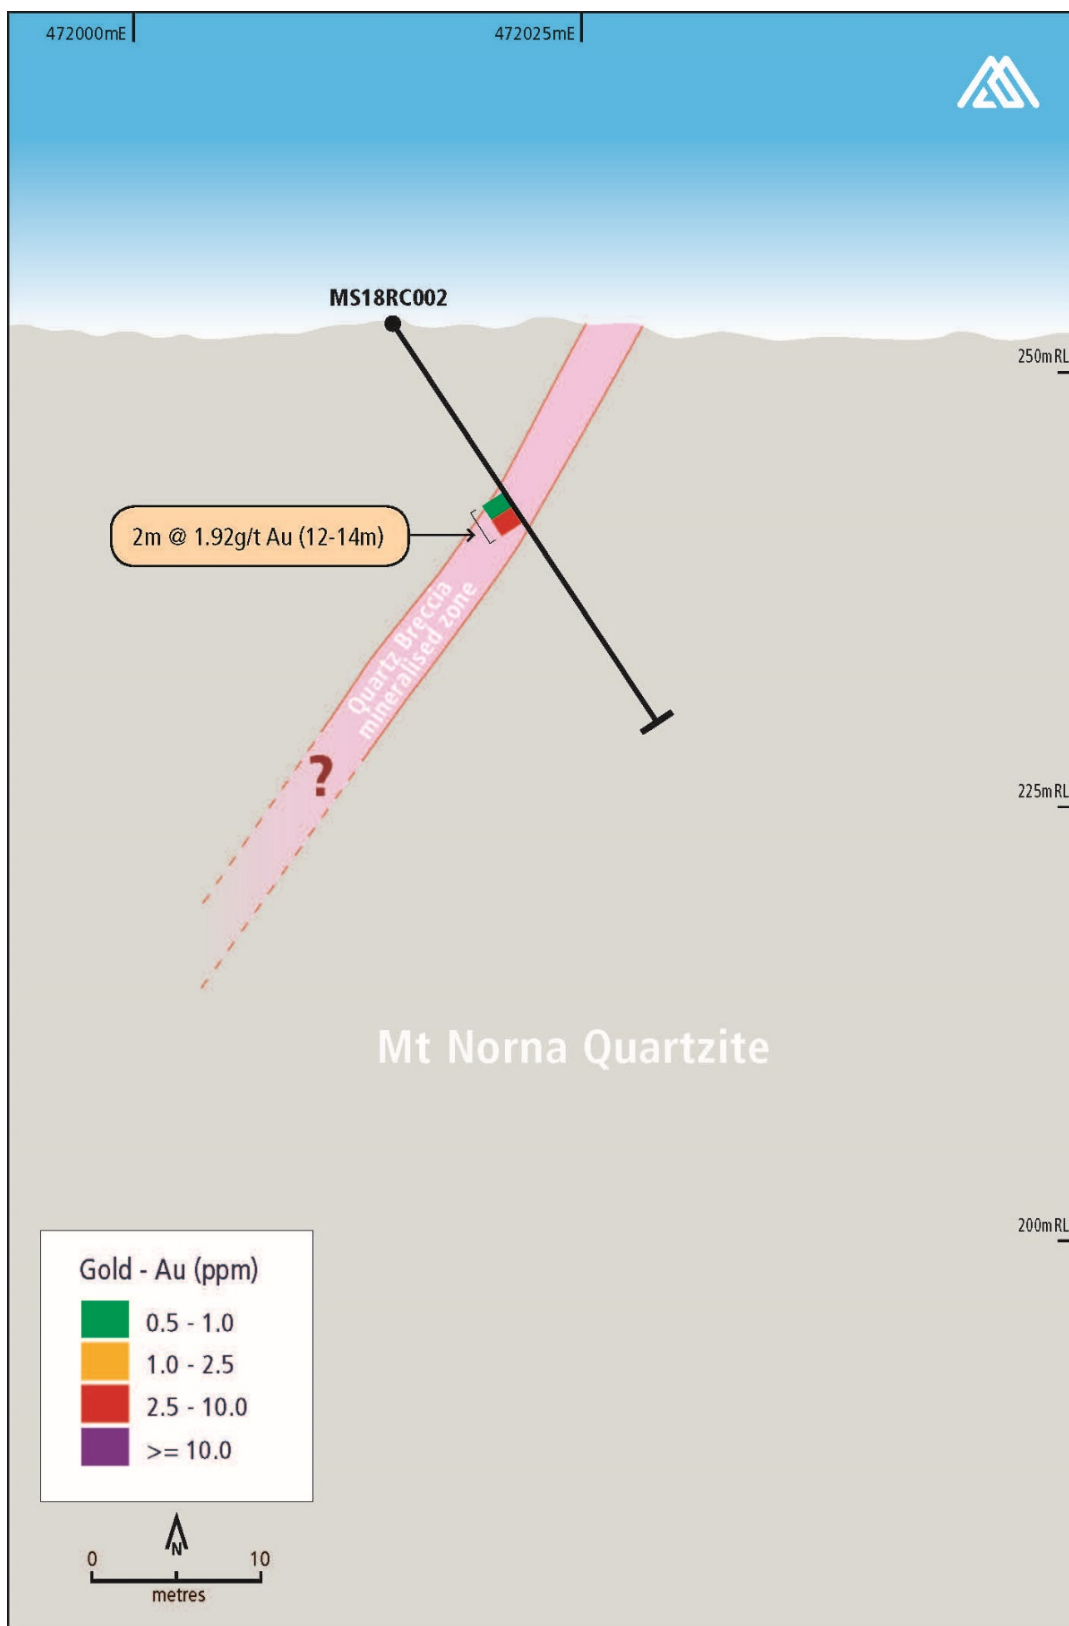 472000mE
472025mE
MS18RC002
250mRL
2m @ 1.92g/t Au (12-14m)
Quartz Breccia
mineralised zone
?
225mRL
Mt Norna Quartzite
200mRL
Gold - Au (ppm)
0.5 - 1.0
1.0 - 2.5
2.5 - 10.0
>= 10.0
N
0 10
metres